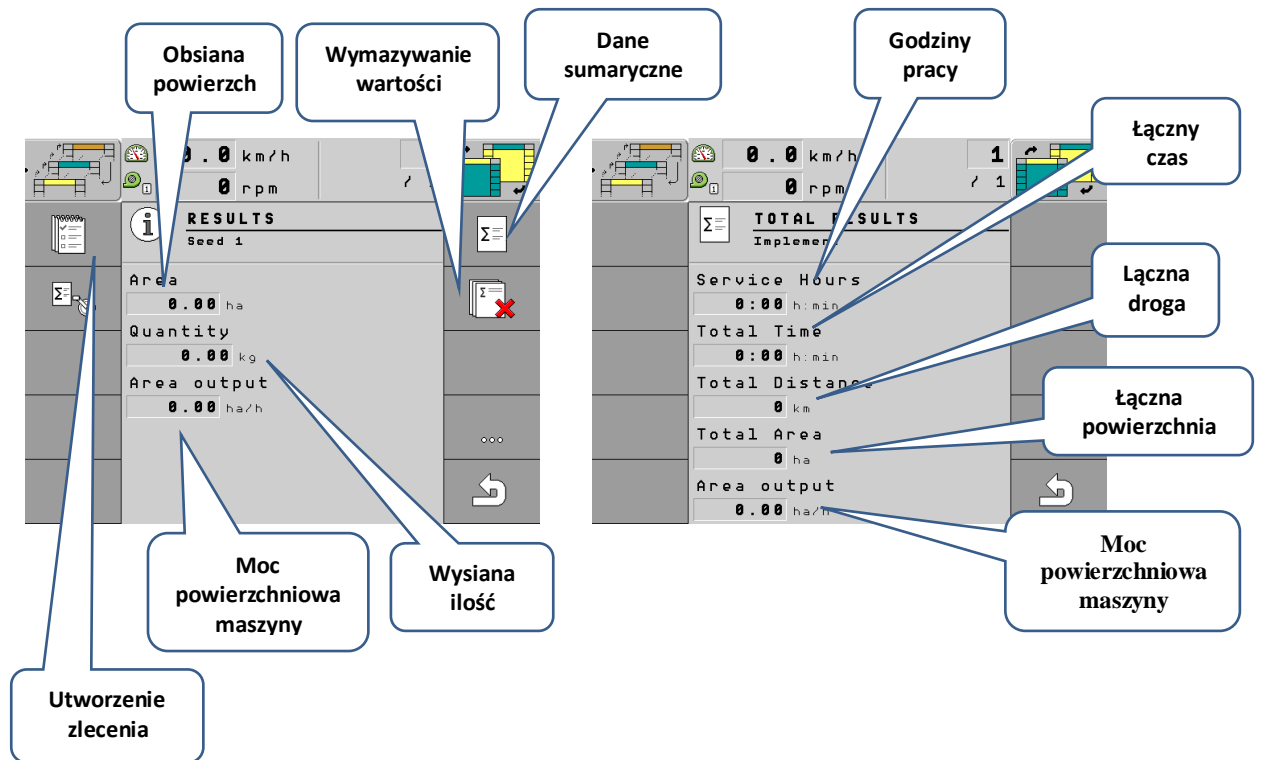 Obsiana
powierzch
Wymazywanie
wartości
Dane
sumaryczne
Godziny
pracy
Łączny
czas
.0 km/h
0 rpm
RESULTS
Seed 1
Area
0.00 ha
Quantity
0.00 kg
Area output
0.00 ha/h
Moc
powierzchniowa
maszyny
Wysiana
ilość
Utworzenie
zlecenia
0.0 km/h
1
0 rpm
/ 1
TOTAL RESULTS
Implement
Service Hours
0:00 h:min
Total Time
0:00 h:min
Total Distance
0 km
Total Area
0 ha
Area output
0.00 ha/h
Łączna
droga
Łączna
powierzchnia
Moc
powierzchniowa
maszyny